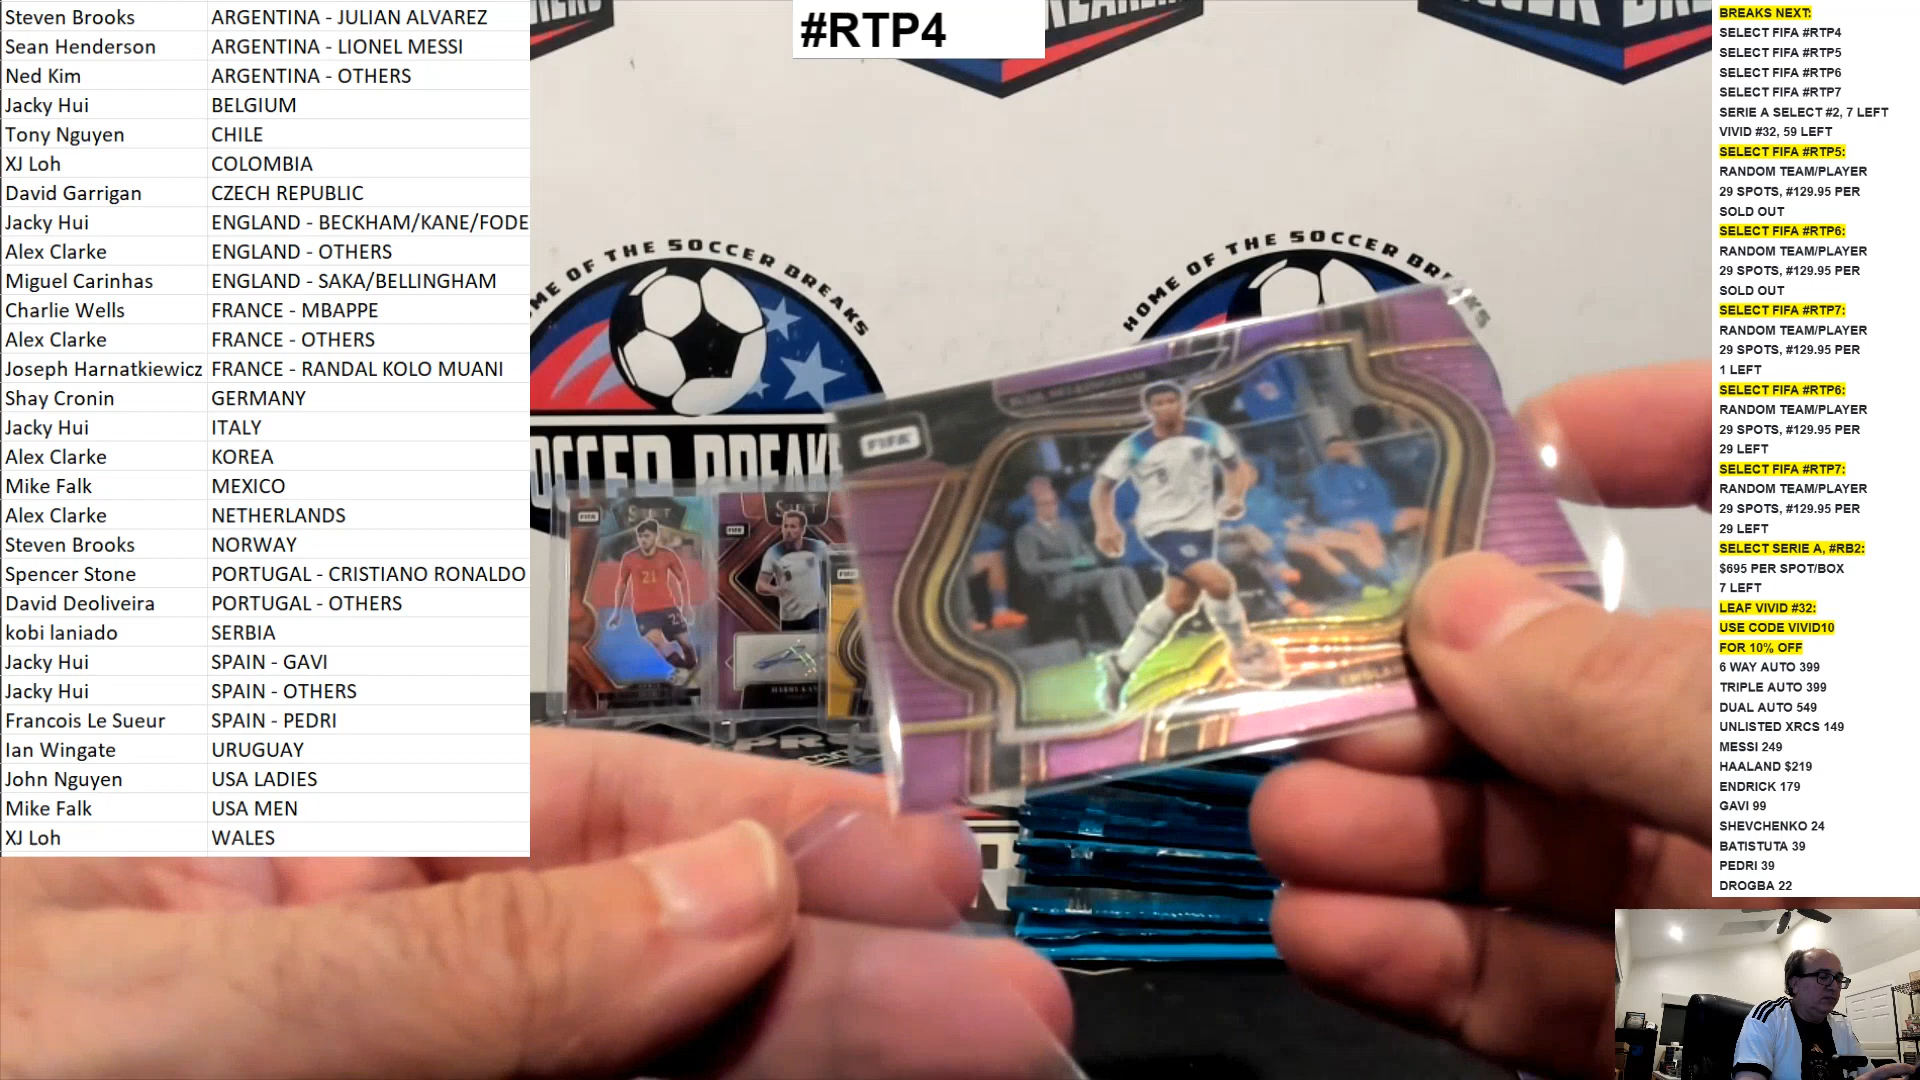 Steven Brooks ARGENTINA - JULIAN ALVAREZ
Sean Henderson ARGENTINA - LIONEL MESSI
Ned Kim ARGENTINA - OTHERS
Jacky Hui BELGIUM
Tony Nguyen CHILE
XJ Loh COLOMBIA
David Garrigan CZECH REPUBLIC
Jacky Hui ENGLAND - BECKHAM/KANE/FODE
Alex Clarke ENGLAND - OTHERS
Miguel Carinhas ENGLAND - SAKA/BELLINGHAM
Charlie Wells FRANCE - MBAPPE
Alex Clarke FRANCE - OTHERS
Joseph Harnatkiewicz FRANCE - RANDAL KOLO MUANI
Shay Cronin GERMANY
Jacky Hui ITALY
Alex Clarke KOREA
Mike Falk MEXICO
Alex Clarke NETHERLANDS
Steven Brooks NORWAY
Spencer Stone PORTUGAL - CRISTIANO RONALDO
David Deoliveira PORTUGAL - OTHERS
kobi laniado SERBIA
Jacky Hui SPAIN - GAVI
Jacky Hui SPAIN - OTHERS
Francois Le Sueur SPAIN - PEDRI
Ian Wingate URUGUAY
John Nguyen USA LADIES
Mike Falk USA MEN
XJ Loh WALES
#RTP4
ME OF THE SOCCER BREAKS
HOME OF THE SOCCER BREAKS
SOCCER BREAKE
FIFA
21
BREAKS NEXT:
SELECT FIFA #RTP4
SELECT FIFA #RTP5
SELECT FIFA #RTP6
SELECT FIFA #RTP7
SERIE A SELECT #2, 7 LEFT
VIVID #32, 59 LEFT
SELECT FIFA #RTP5:
RANDOM TEAM/PLAYER
29 SPOTS, #129.95 PER
SOLD OUT
SELECT FIFA #RTP6:
RANDOM TEAM/PLAYER
29 SPOTS, #129.95 PER
SOLD OUT
SELECT FIFA #RTP7:
RANDOM TEAM/PLAYER
29 SPOTS, #129.95 PER
1 LEFT
SELECT FIFA #RTP6:
RANDOM TEAM/PLAYER
29 SPOTS, #129.95 PER
29 LEFT
SELECT FIFA #RTP7:
RANDOM TEAM/PLAYER
29 SPOTS, #129.95 PER
29 LEFT
SELECT SERIE A, #RB2:
$695 PER SPOT/BOX
7 LEFT
LEAF VIVID #32:
USE CODE VIVID10
FOR 10% OFF
6 WAY AUTO 399
TRIPLE AUTO 399
DUAL AUTO 549
UNLISTED XRCS 149
MESSI 249
HAALAND $219
ENDRICK 179
GAVI 99
SHEVCHENKO 24
BATISTUTA 39
PEDRI 39
DROGBA 22